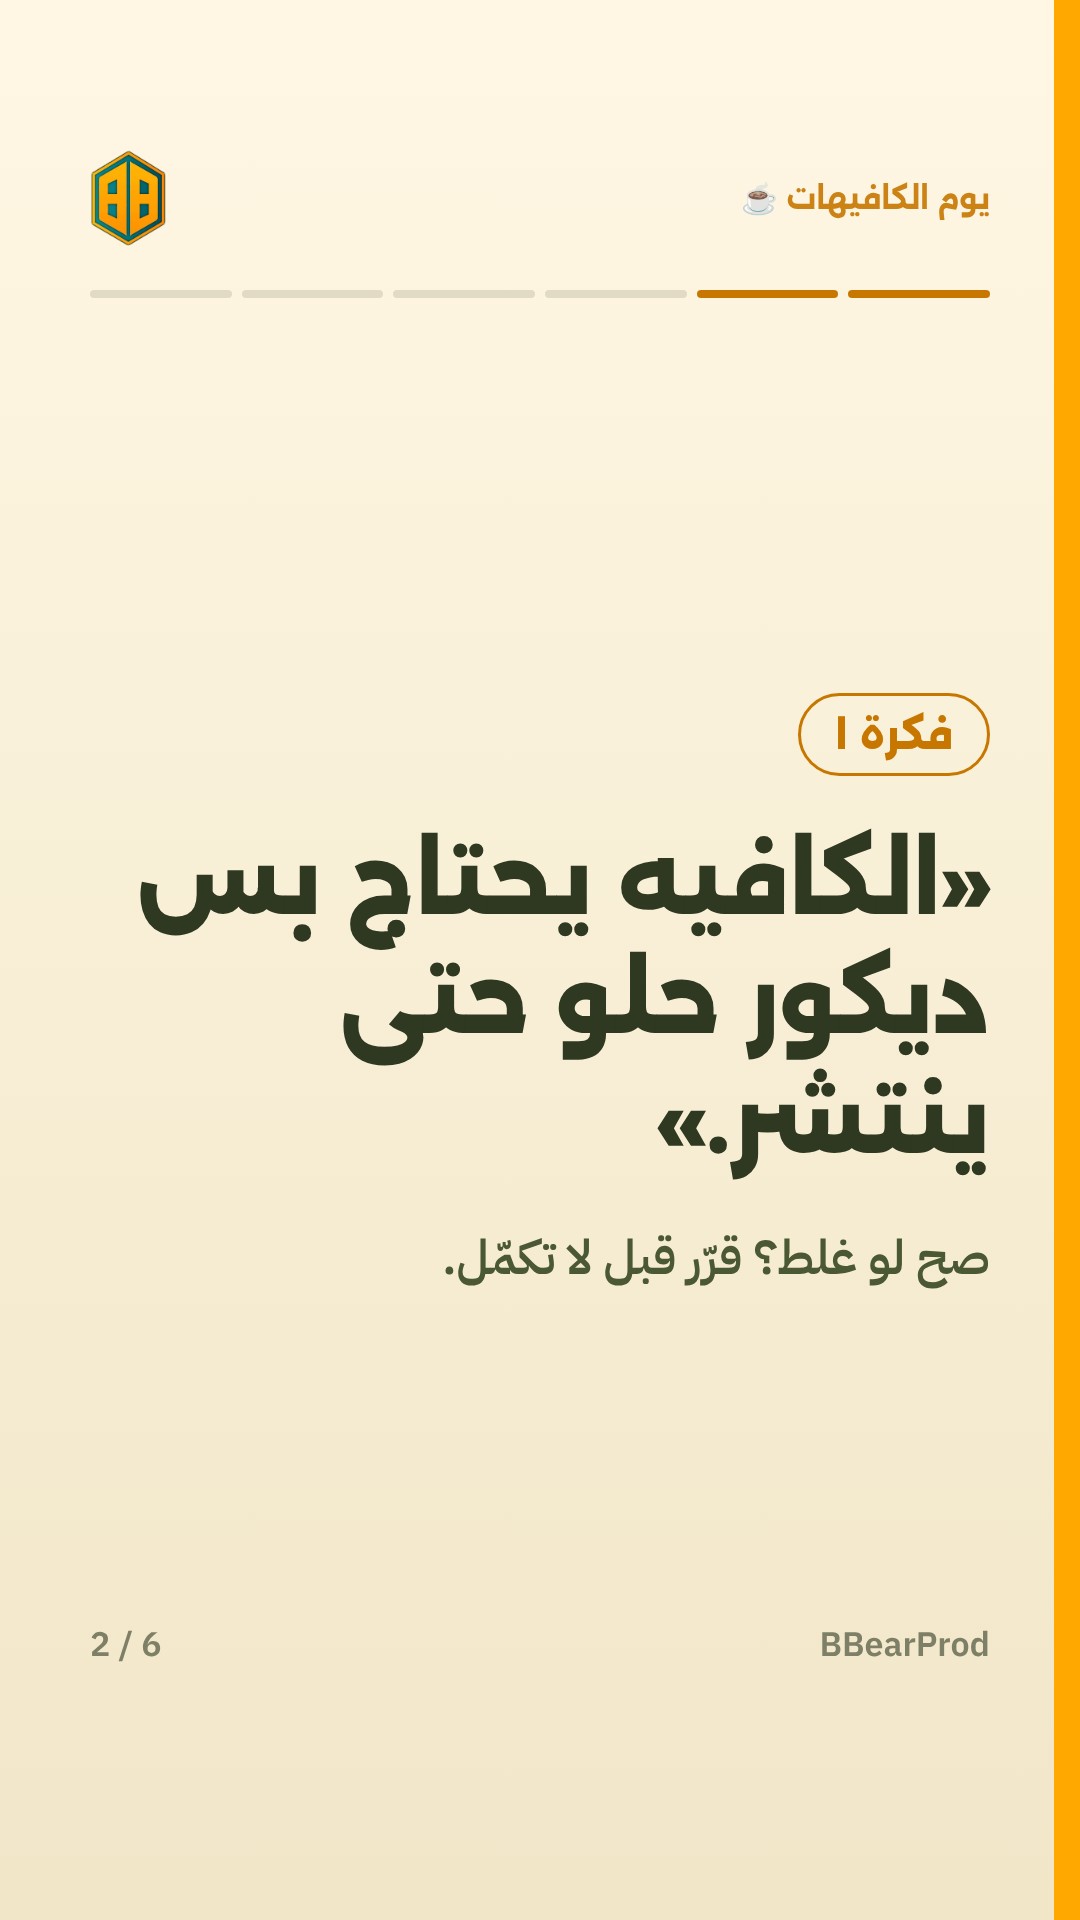 يوم الكافيهات ☕
فكرة ١
«الكافيه يحتاج بس
ديكور حلو حتى
ينتشر.»
صح لو غلط؟ قرّر قبل لا تكمّل.
BBearProd
2 / 6